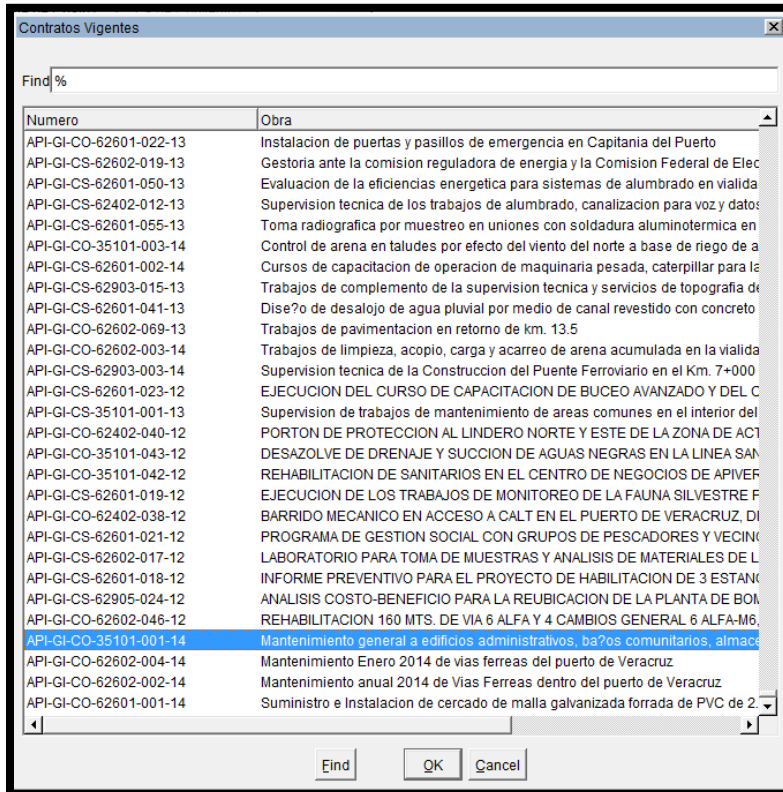 Contratos Vigentes
Find %
Numero Obra
API-GI-CO-62601-022-13 Instalacion de puertas y pasillos de emergencia en Capitania del Puerto
API-GI-CS-62602-019-13 Gestoria ante la comision reguladora de energia y la Comision Federal de Elec
API-GI-CS-62601-050-13 Evaluacion de la eficiencias energetica para sistemas de alumbrado en vialida
API-GI-CS-62402-012-13 Supervision tecnica de los trabajos de alumbrado, canalizacion para voz y datos
API-GI-CS-62601-055-13 Toma radiografica por muestreo en uniones con soldadura aluminotermica en
API-GI-CO-35101-003-14 Control de arena en taludes por efecto del viento del norte a base de riego de a
API-GI-CS-62601-002-14 Cursos de capacitacion de operacion de maquinaria pesada, caterpillar para la
API-GI-CS-62903-015-13 Trabajos de complemento de la supervision tecnica y servicios de topografia de
API-GI-CS-62601-041-13 Dise?o de desalojo de agua pluvial por medio de canal revestido con concreto
API-GI-CO-62602-069-13 Trabajos de pavimentacion en retorno de km. 13.5
API-GI-CO-62602-003-14 Trabajos de limpieza, acopio, carga y acarreo de arena acumulada en la vialida
API-GI-CS-62903-003-14 Supervision tecnica de la Construccion del Puente Ferroviario en el Km. 7+000
API-GI-CS-62601-023-12 EJECUCION DEL CURSO DE CAPACITACION DE BUCEO AVANZADO Y DEL C
API-GI-CS-35101-001-13 Supervision de trabajos de mantenimiento de areas comunes en el interior del
API-GI-CO-62402-040-12 PORTON DE PROTECCION AL LINDERO NORTE Y ESTE DE LA ZONA DE ACT
API-GI-CO-35101-043-12 DESAZOLVE DE DRENAJE Y SUCCION DE AGUAS NEGRAS EN LA LINEA SAN
API-GI-CO-35101-042-12 REHABILITACION DE SANITARIOS EN EL CENTRO DE NEGOCIOS DE APIVER
API-GI-CS-62601-019-12 EJECUCION DE LOS TRABAJOS DE MONITOREO DE LA FAUNA SILVESTRE P
API-GI-CO-62402-038-12 BARRIDO MECANICO EN ACCESO A CALT EN EL PUERTO DE VERACRUZ, DE
API-GI-CS-62601-021-12 PROGRAMA DE GESTION SOCIAL CON GRUPOS DE PESCADORES Y VECINO
API-GI-CS-62602-017-12 LABORATORIO PARA TOMA DE MUESTRAS Y ANALISIS DE MATERIALES DE L
API-GI-CS-62601-018-12 INFORME PREVENTIVO PARA EL PROYECTO DE HABILITACION DE 3 ESTANQ
API-GI-CS-62905-024-12 ANALISIS COSTO-BENEFICIO PARA LA REUBICACION DE LA PLANTA DE BOM
API-GI-CO-62602-046-12 REHABILITACION 160 MTS. DE VIA 6 ALFA Y 4 CAMBIOS GENERAL 6 ALFA-M6,
API-GI-CO-35101-001-14 Mantenimiento general a edificios administrativos, ba?os comunitarios, almace
API-GI-CO-62602-004-14 Mantenimiento Enero 2014 de vias ferreas del puerto de Veracruz
API-GI-CO-62602-002-14 Mantenimiento anual 2014 de Vias Ferreas dentro del puerto de Veracruz
API-GI-CO-62601-001-14 Suministro e Instalacion de cercado de malla galvanizada forrada de PVC de 2.
Find OK Cancel